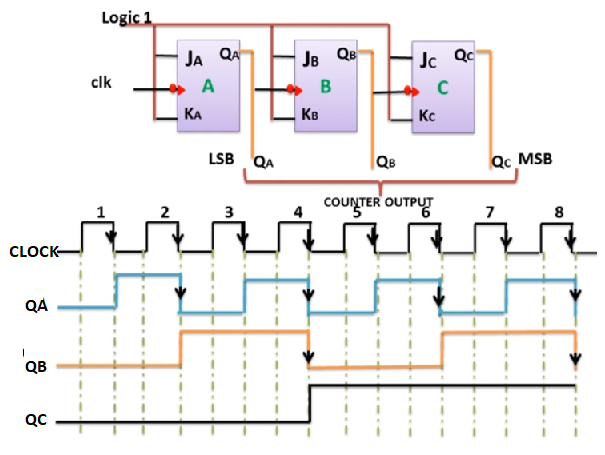 Logic 1
JA QA JB QB JC QC
clk A B C
KA KB KC
LSB QA QB QC MSB
COUNTER OUTPUT
1 2 3 4 5 6 7 8
CLOCK
QA
QB
QC